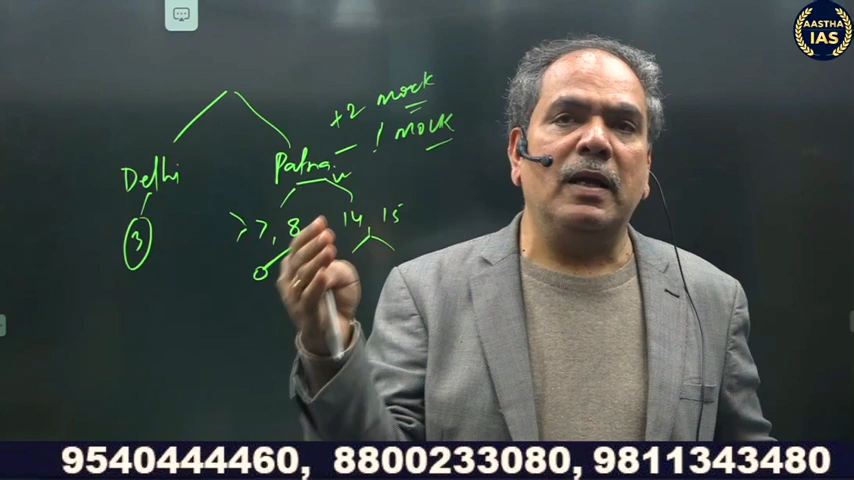 AASTHA
IAS
+2 mock
Delhi
Patna
1 mock
3
7, 8
14, 15
9540444460, 8800233080, 9811343480